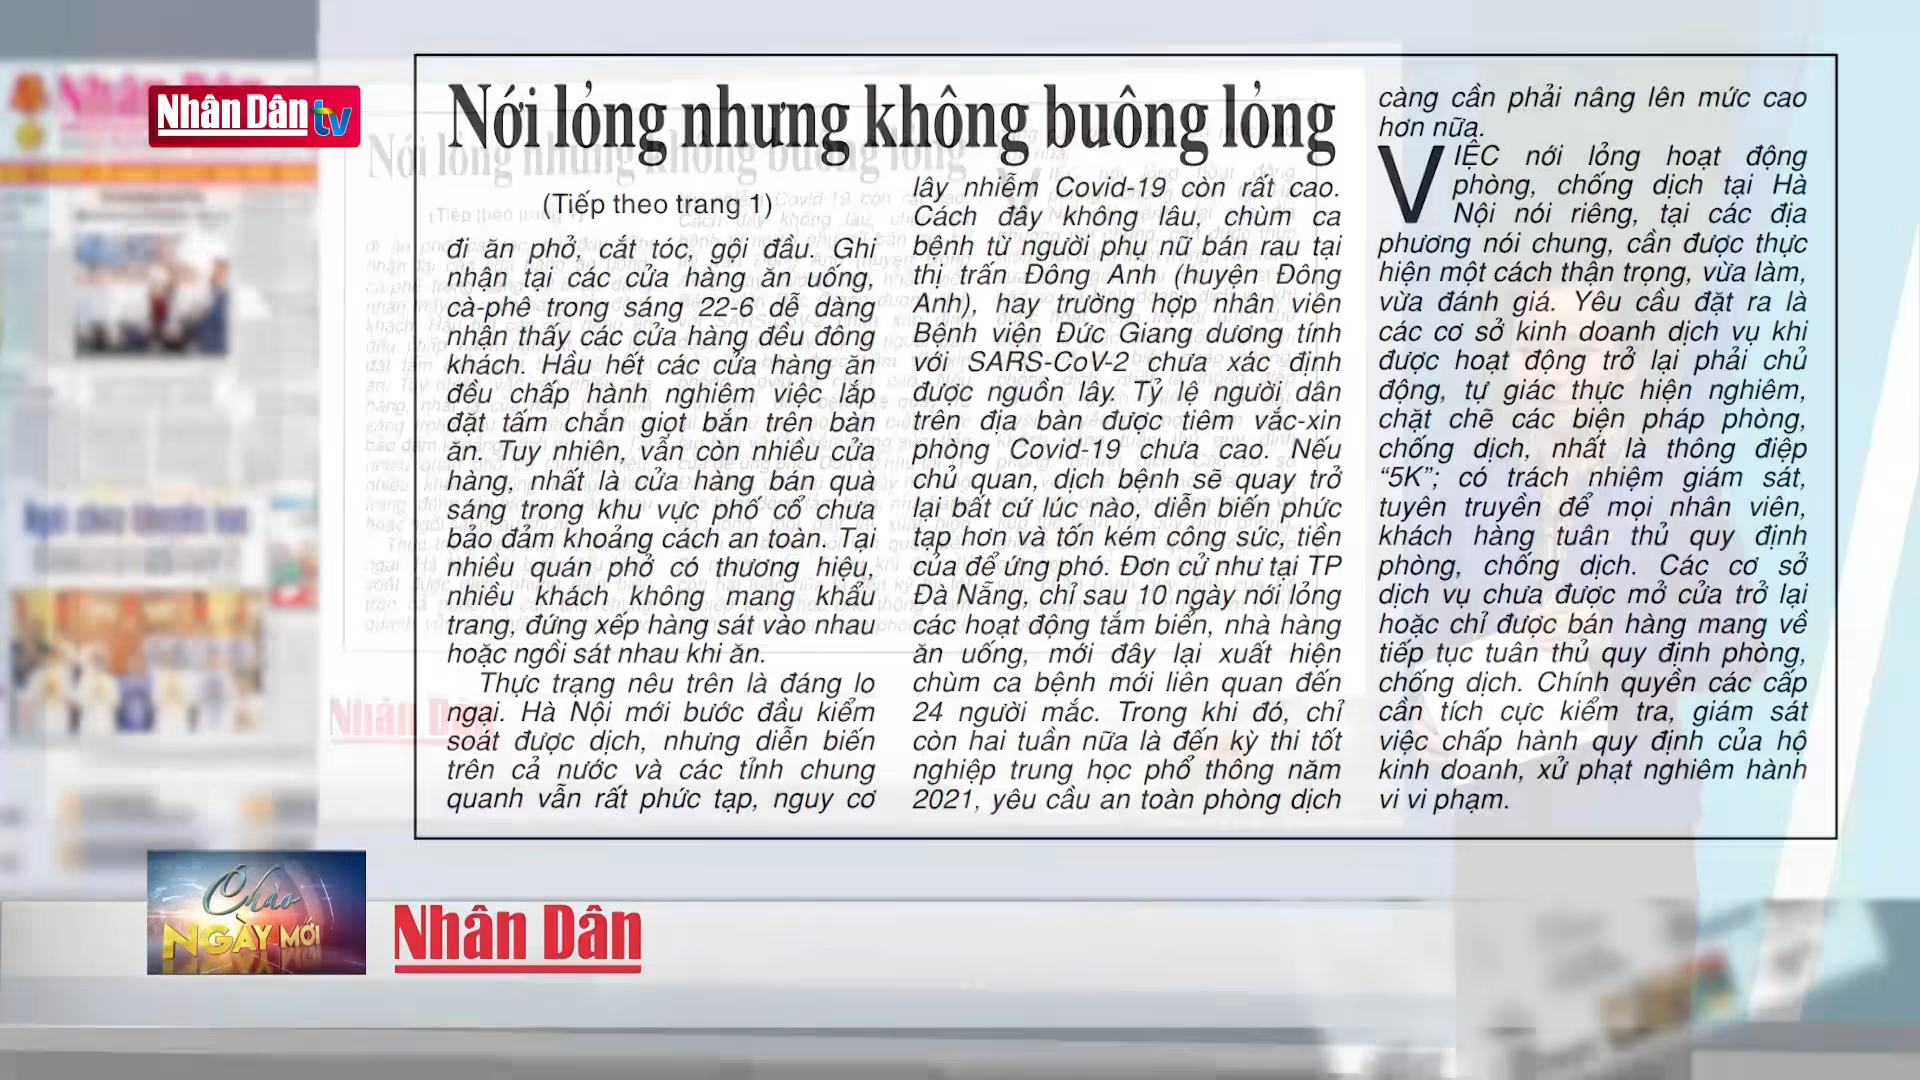 Nhân Dân tv
Nới lỏng nhưng không buông lỏng
(Tiếp theo trang 1)
đi ăn phở, cắt tóc, gội đầu. Ghi
nhận tại các cửa hàng ăn uống,
cà-phê trong sáng 22-6 dễ dàng
nhận thấy các cửa hàng đều đông
khách. Hầu hết các cửa hàng ăn
đều chấp hành nghiêm việc lắp
đặt tấm chắn giọt bắn trên bàn
ăn. Tuy nhiên, vẫn còn nhiều cửa
hàng, nhất là cửa hàng bán quà
sáng trong khu vực phố cổ chưa
bảo đảm khoảng cách an toàn. Tại
nhiều quán phở có thương hiệu,
nhiều khách không mang khẩu
trang, đứng xếp hàng sát vào nhau
hoặc ngồi sát nhau khi ăn.
Thực trạng nêu trên là đáng lo
ngại. Hà Nội mới bước đầu kiểm
soát được dịch, nhưng diễn biến
trên cả nước và các tỉnh chung
quanh vẫn rất phức tạp, nguy cơ
lây nhiễm Covid-19 còn rất cao.
Cách đây không lâu, chùm ca
bệnh từ người phụ nữ bán rau tại
thị trấn Đông Anh (huyện Đông
Anh), hay trường hợp nhân viên
Bệnh viện Đức Giang dương tính
với SARS-CoV-2 chưa xác định
được nguồn lây. Tỷ lệ người dân
trên địa bàn được tiêm vắc-xin
phòng Covid-19 chưa cao. Nếu
chủ quan, dịch bệnh sẽ quay trở
lại bất cứ lúc nào, diễn biến phức
tạp hơn và tốn kém công sức, tiền
của để ứng phó. Đơn cử như tại TP
Đà Nẵng, chỉ sau 10 ngày nới lỏng
các hoạt động tắm biển, nhà hàng
ăn uống, mới đây lại xuất hiện
chùm ca bệnh mới liên quan đến
24 người mắc. Trong khi đó, chỉ
còn hai tuần nữa là đến kỳ thi tốt
nghiệp trung học phổ thông năm
2021, yêu cầu an toàn phòng dịch
càng cần phải nâng lên mức cao
hơn nữa.
VIỆC nới lỏng hoạt động
phòng, chống dịch tại Hà
Nội nói riêng, tại các địa
phương nói chung, cần được thực
hiện một cách thận trọng, vừa làm,
vừa đánh giá. Yêu cầu đặt ra là
các cơ sở kinh doanh dịch vụ khi
được hoạt động trở lại phải chủ
động, tự giác thực hiện nghiêm,
chặt chẽ các biện pháp phòng,
chống dịch, nhất là thông điệp
“5K”; có trách nhiệm giám sát,
tuyên truyền để mọi nhân viên,
khách hàng tuân thủ quy định
phòng, chống dịch. Các cơ sở
dịch vụ chưa được mở cửa trở lại
hoặc chỉ được bán hàng mang về
tiếp tục tuân thủ quy định phòng,
chống dịch. Chính quyền các cấp
cần tích cực kiểm tra, giám sát
việc chấp hành quy định của hộ
kinh doanh, xử phạt nghiêm hành
vi vi phạm.
Chào
NGÀY MỚI
Nhân Dân